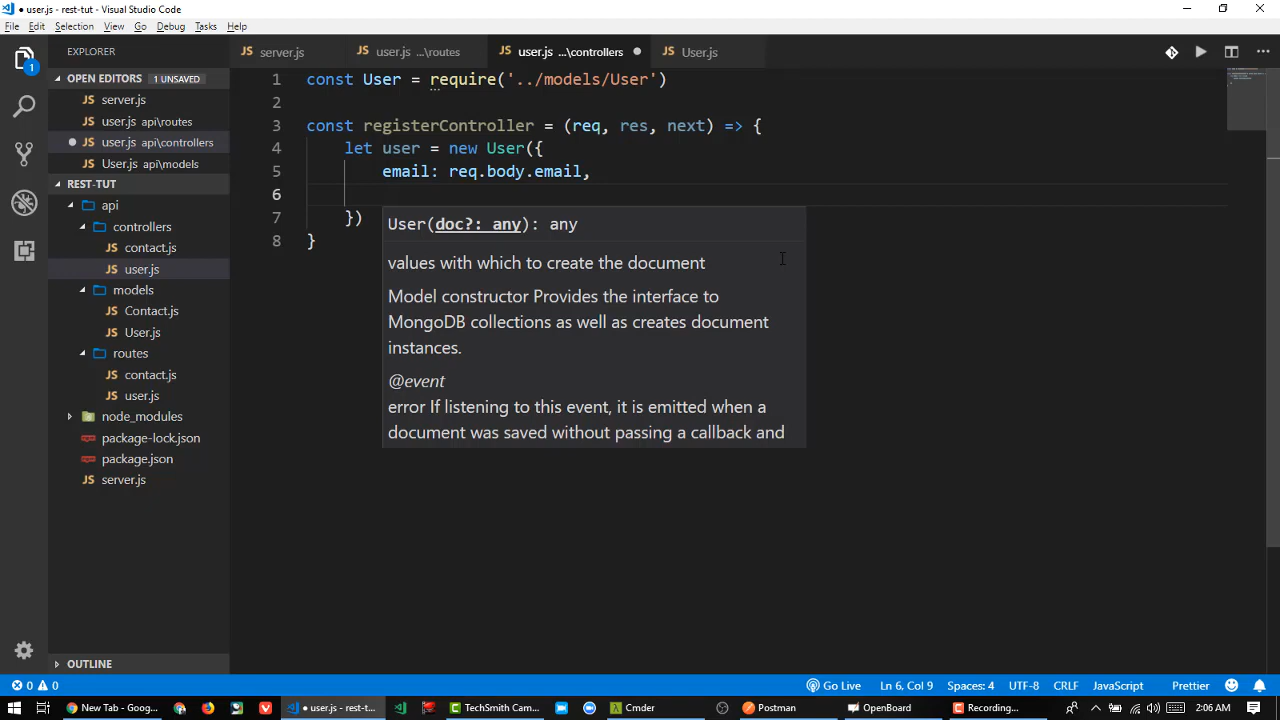 ● user.js - rest-tut - Visual Studio Code
File Edit Selection View Go Debug Tasks Help
EXPLORER
OPEN EDITORS 1 UNSAVED
server.js
user.js api\routes
● user.js api\controllers
User.js api\models
REST-TUT
api
controllers
contact.js
user.js
models
Contact.js
User.js
routes
contact.js
user.js
node_modules
package-lock.json
package.json
server.js
OUTLINE
1
JS server.js JS user.js ...\routes JS user.js ...\controllers ● JS User.js
1 const User = require('../models/User')
2
3 const registerController = (req, res, next) => {
4 let user = new User({
5 email: req.body.email,
6
7 })
8 }
User(doc?: any): any
values with which to create the document
Model constructor Provides the interface to
MongoDB collections as well as creates document
instances.
@event
error If listening to this event, it is emitted when a
document was saved without passing a callback and
0 0 Go Live Ln 6, Col 9 Spaces: 4 UTF-8 CRLF JavaScript Prettier
New Tab - Goog... ● user.js - rest-t... TechSmith Cam... Cmder Postman OpenBoard Recording... 2:06 AM